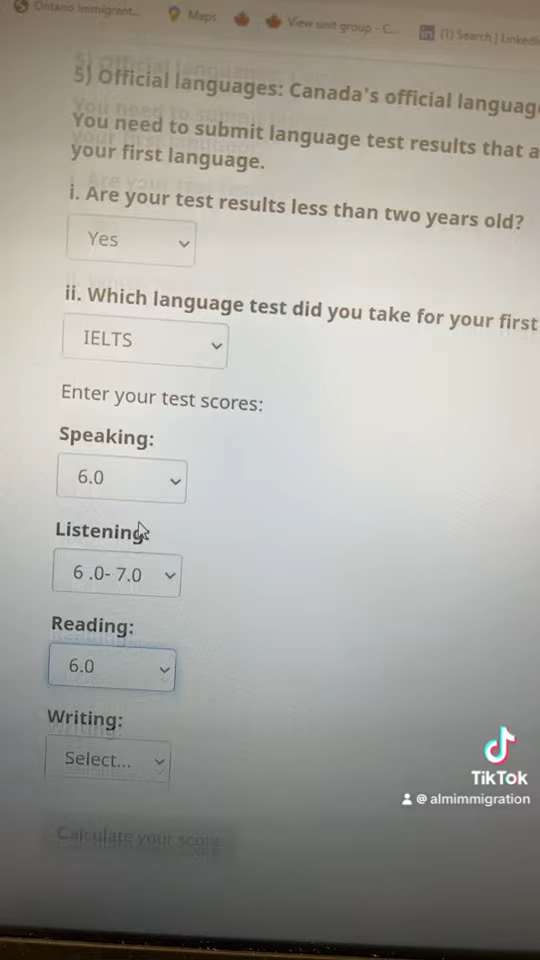 Ontario Immigrant...
Maps
View unit group - C...
(1) Search | LinkedI
5) Official languages: Canada's official languag
You need to submit language test results that a
your first language.
i. Are your test results less than two years old?
Yes
ii. Which language test did you take for your first
IELTS
Enter your test scores:
Speaking:
6.0
Listening:
6 .0- 7.0
Reading:
6.0
Writing:
Select...
Calculate your score
TikTok
@ almimmigration